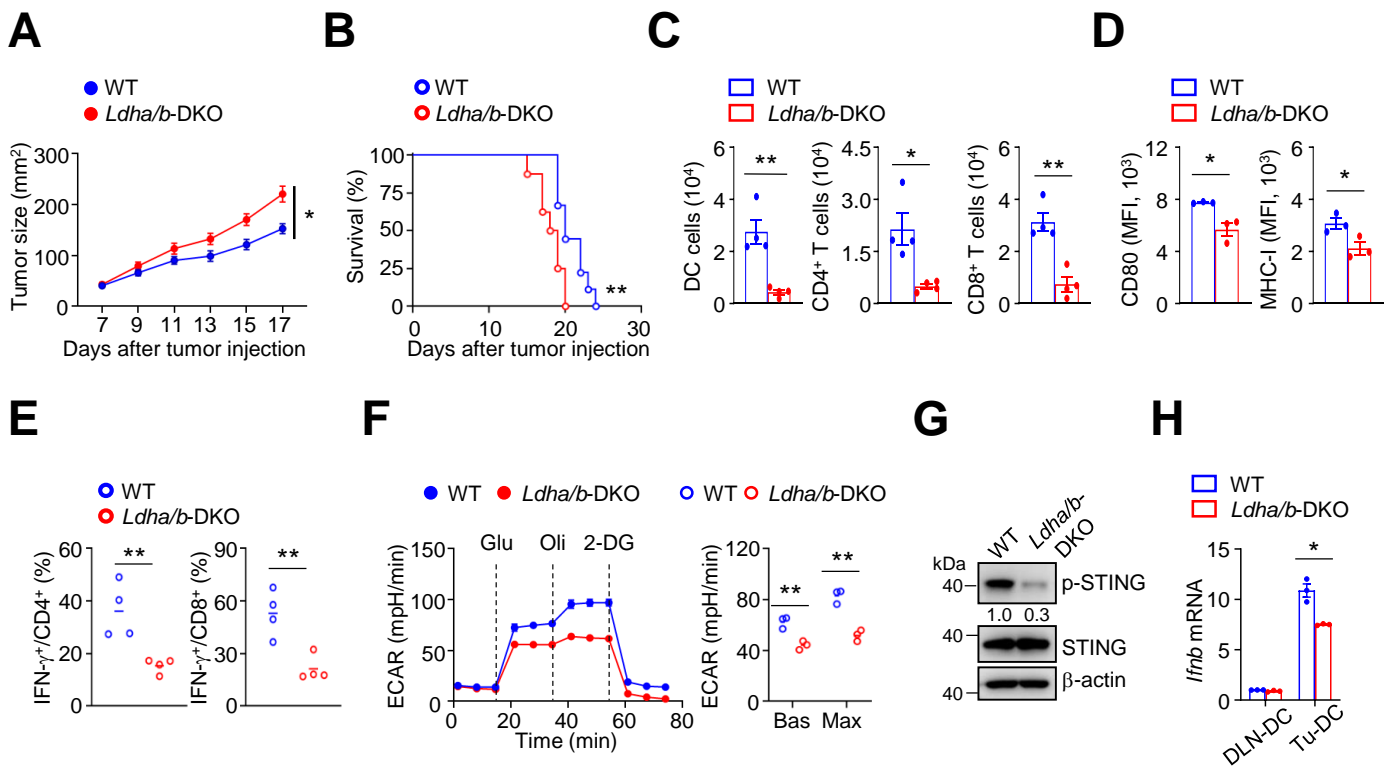 A
WT
Ldha/b-DKO
Tumor size (mm²)
300
200
100
0
7 9 11 13 15 17
Days after tumor injection
*
B
WT
Ldha/b-DKO
Survival (%)
100
75
50
25
0
0 10 20 30
Days after tumor injection
**
C
WT
Ldha/b-DKO
DC cells (10⁴)
6
4
2
0
**
CD4⁺ T cells (10⁴)
4.5
3.0
1.5
0
*
CD8⁺ T cells (10⁴)
6
4
2
0
**
D
WT
Ldha/b-DKO
CD80 (MFI, 10³)
12
8
4
0
*
MHC-I (MFI, 10³)
6
4
2
0
*
E
WT
Ldha/b-DKO
IFN-γ⁺/CD4⁺ (%)
60
40
20
0
**
IFN-γ⁺/CD8⁺ (%)
90
60
30
0
**
F
WT Ldha/b-DKO
ECAR (mpH/min)
150
100
50
0
Glu Oli 2-DG
0 20 40 60 80
Time (min)
WT Ldha/b-DKO
ECAR (mpH/min)
120
80
40
0
** **
Bas Max
G
WT
Ldha/b-
DKO
kDa
40 p-STING
1.0 0.3
40
STING
40
β-actin
H
WT
Ldha/b-DKO
Ifnb mRNA
15
10
5
0
*
DLN-DC
Tu-DC